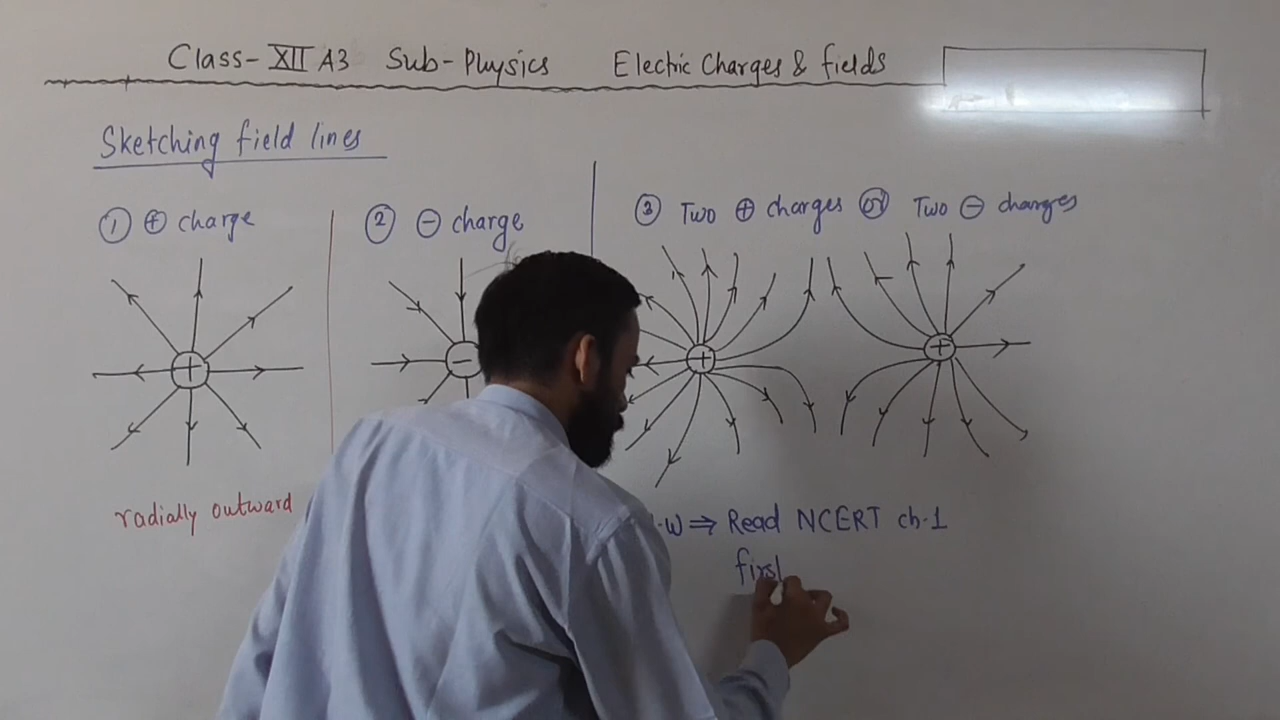 Class-XII A3 Sub-Physics Electric Charges & fields
Sketching field lines
① ⊕ charge
② ⊖ charge
③ Two ⊕ charges or Two ⊖ charges
+
−
+
+
radially outward
W ⇒ Read NCERT ch.1
first